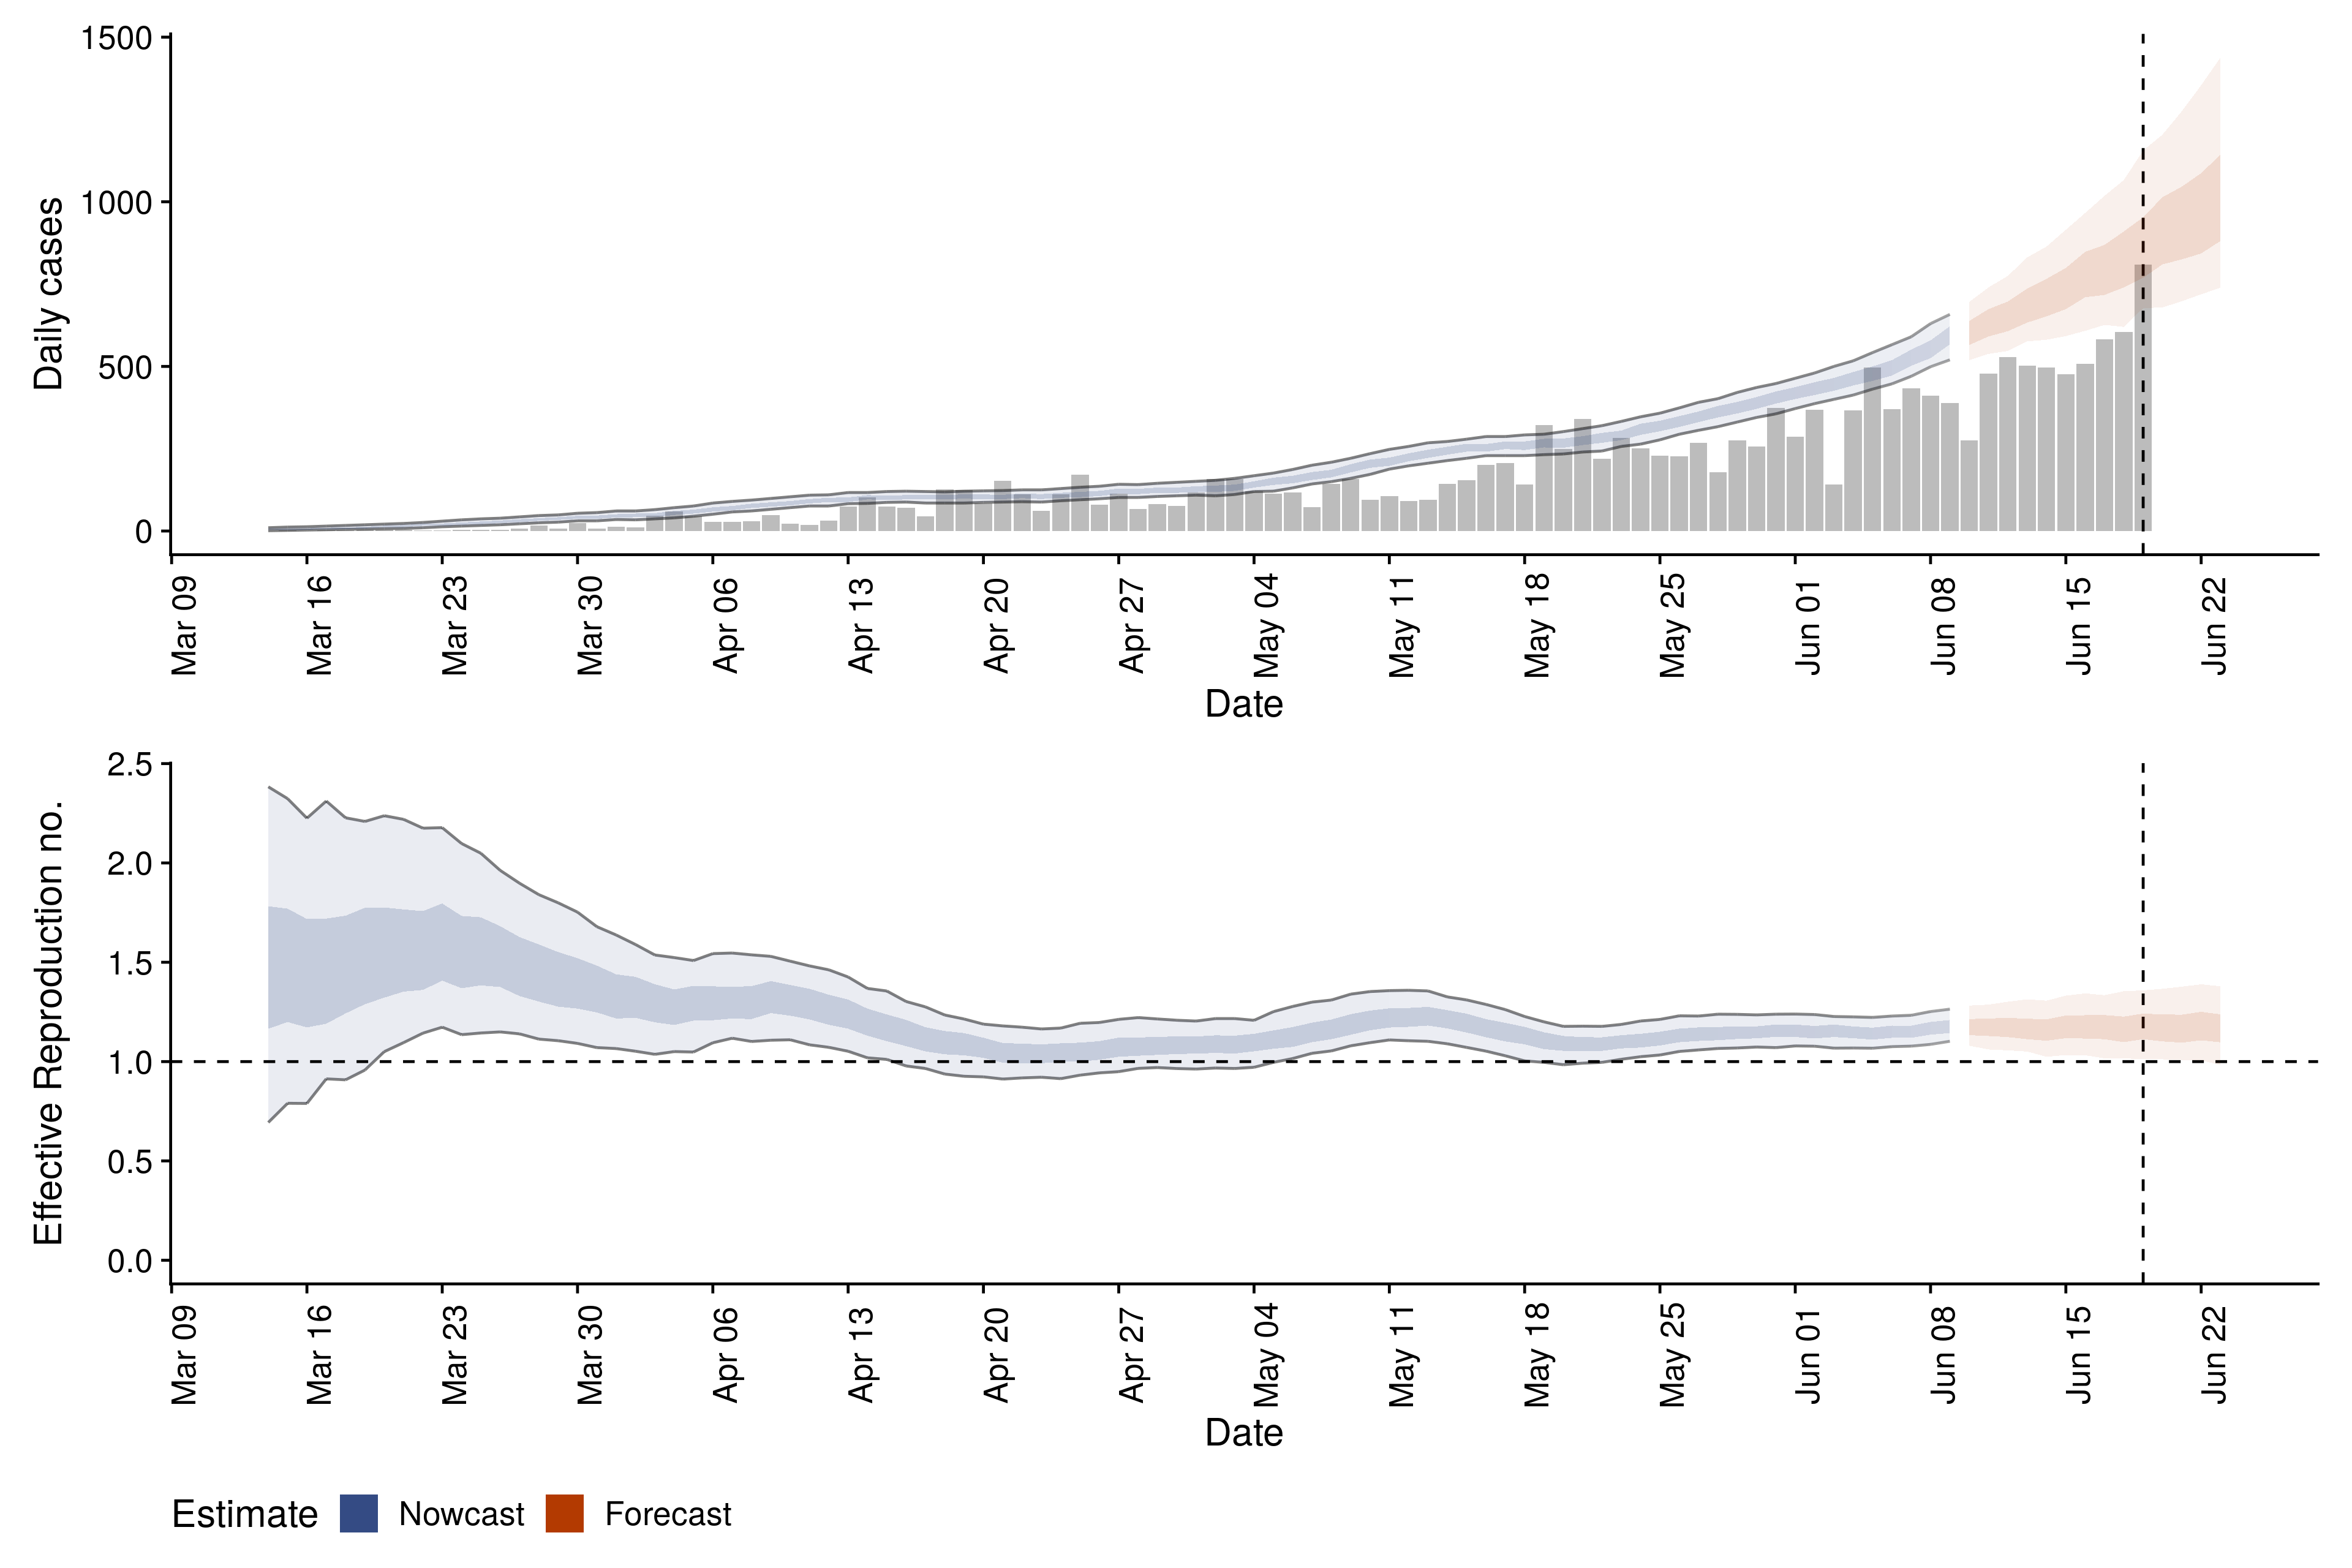 Daily cases
1500
1000
500
0
Mar 09
Mar 16
Mar 23
Mar 30
Apr 06
Apr 13
Apr 20
Apr 27
May 04
May 11
May 18
May 25
Jun 01
Jun 08
Jun 15
Jun 22
Date
Effective Reproduction no.
2.5
2.0
1.5
1.0
0.5
0.0
Mar 09
Mar 16
Mar 23
Mar 30
Apr 06
Apr 13
Apr 20
Apr 27
May 04
May 11
May 18
May 25
Jun 01
Jun 08
Jun 15
Jun 22
Date
Estimate Nowcast Forecast